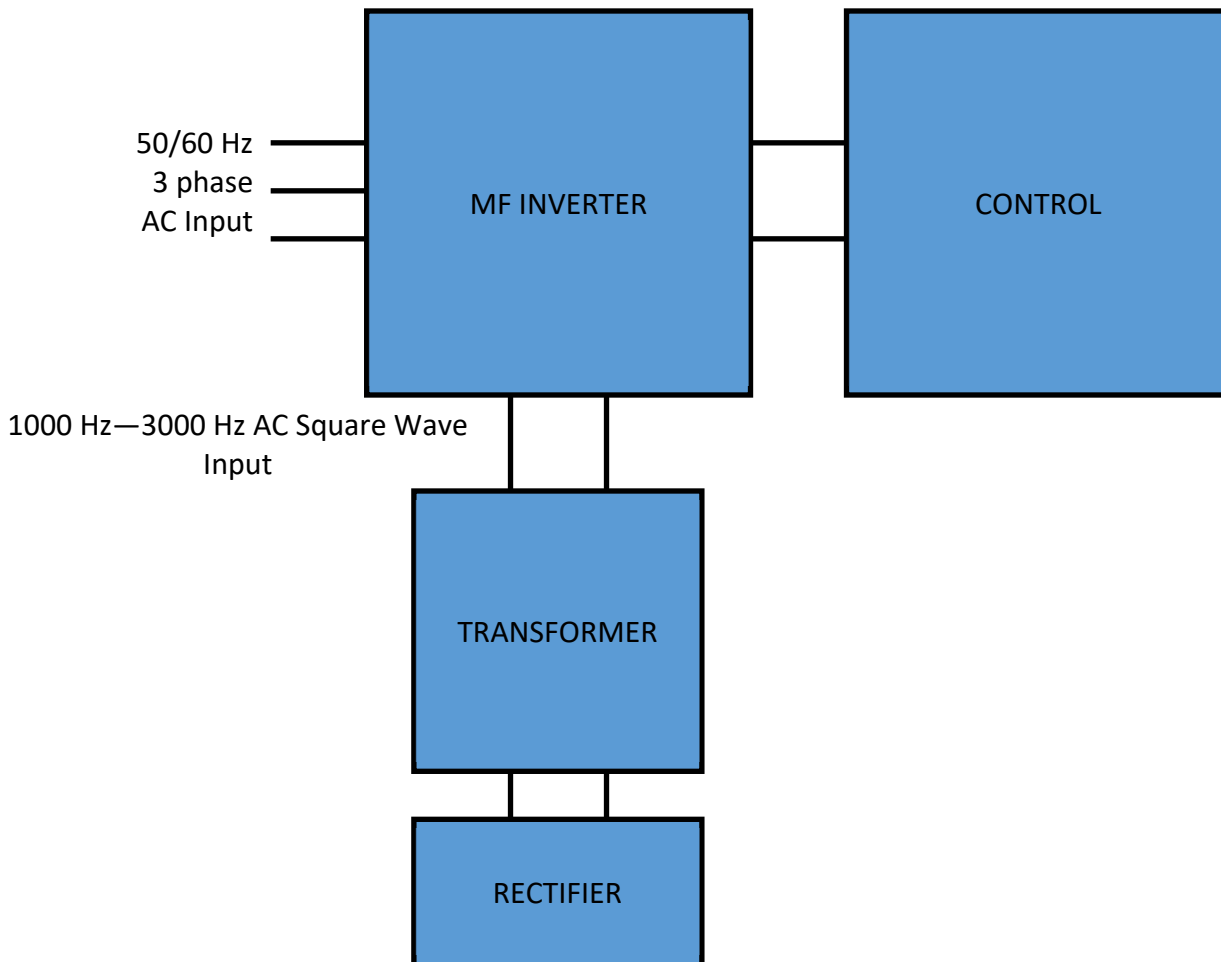 50/60 Hz
3 phase
AC Input
MF INVERTER
CONTROL
1000 Hz—3000 Hz AC Square Wave
Input
TRANSFORMER
RECTIFIER